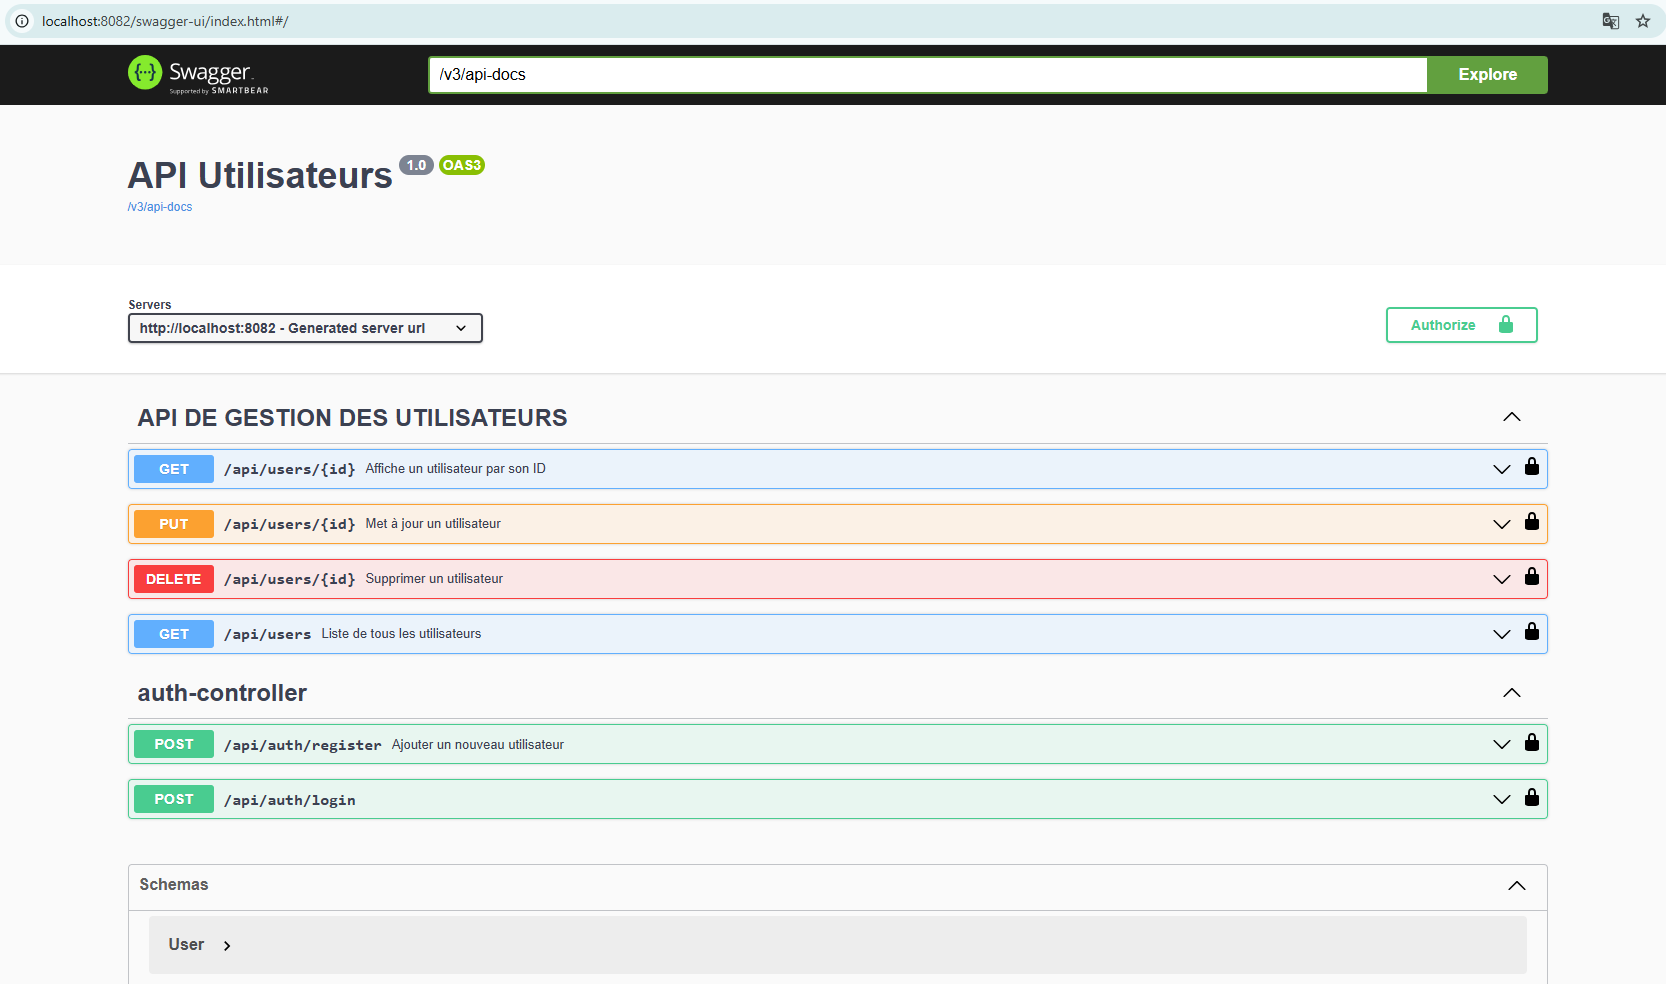 localhost:8082/swagger-ui/index.html#/
Swagger.
Supported by SMARTBEAR
/v3/api-docs
Explore
API Utilisateurs 1.0 OAS3
/v3/api-docs
Servers
http://localhost:8082 - Generated server url
Authorize
API DE GESTION DES UTILISATEURS
GET /api/users/{id} Affiche un utilisateur par son ID
PUT /api/users/{id} Met à jour un utilisateur
DELETE /api/users/{id} Supprimer un utilisateur
GET /api/users Liste de tous les utilisateurs
auth-controller
POST /api/auth/register Ajouter un nouveau utilisateur
POST /api/auth/login
Schemas
User